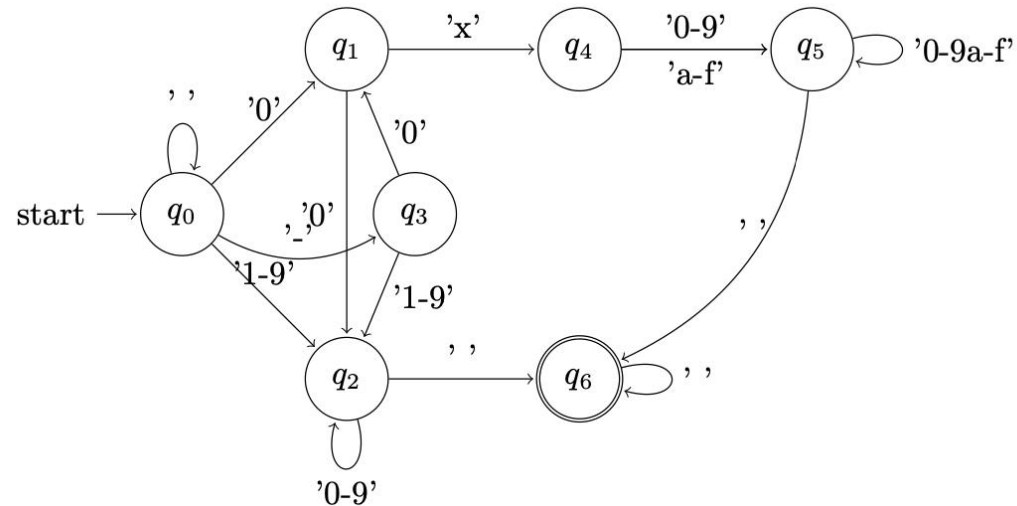 q1
'x'
q4
'0-9'
'a-f'
q5
'0-9a-f'
' '
'0'
'0'
start
q0
'0'
'-'
q3
' '
'1-9'
'1-9'
q2
' '
q6
' '
'0-9'